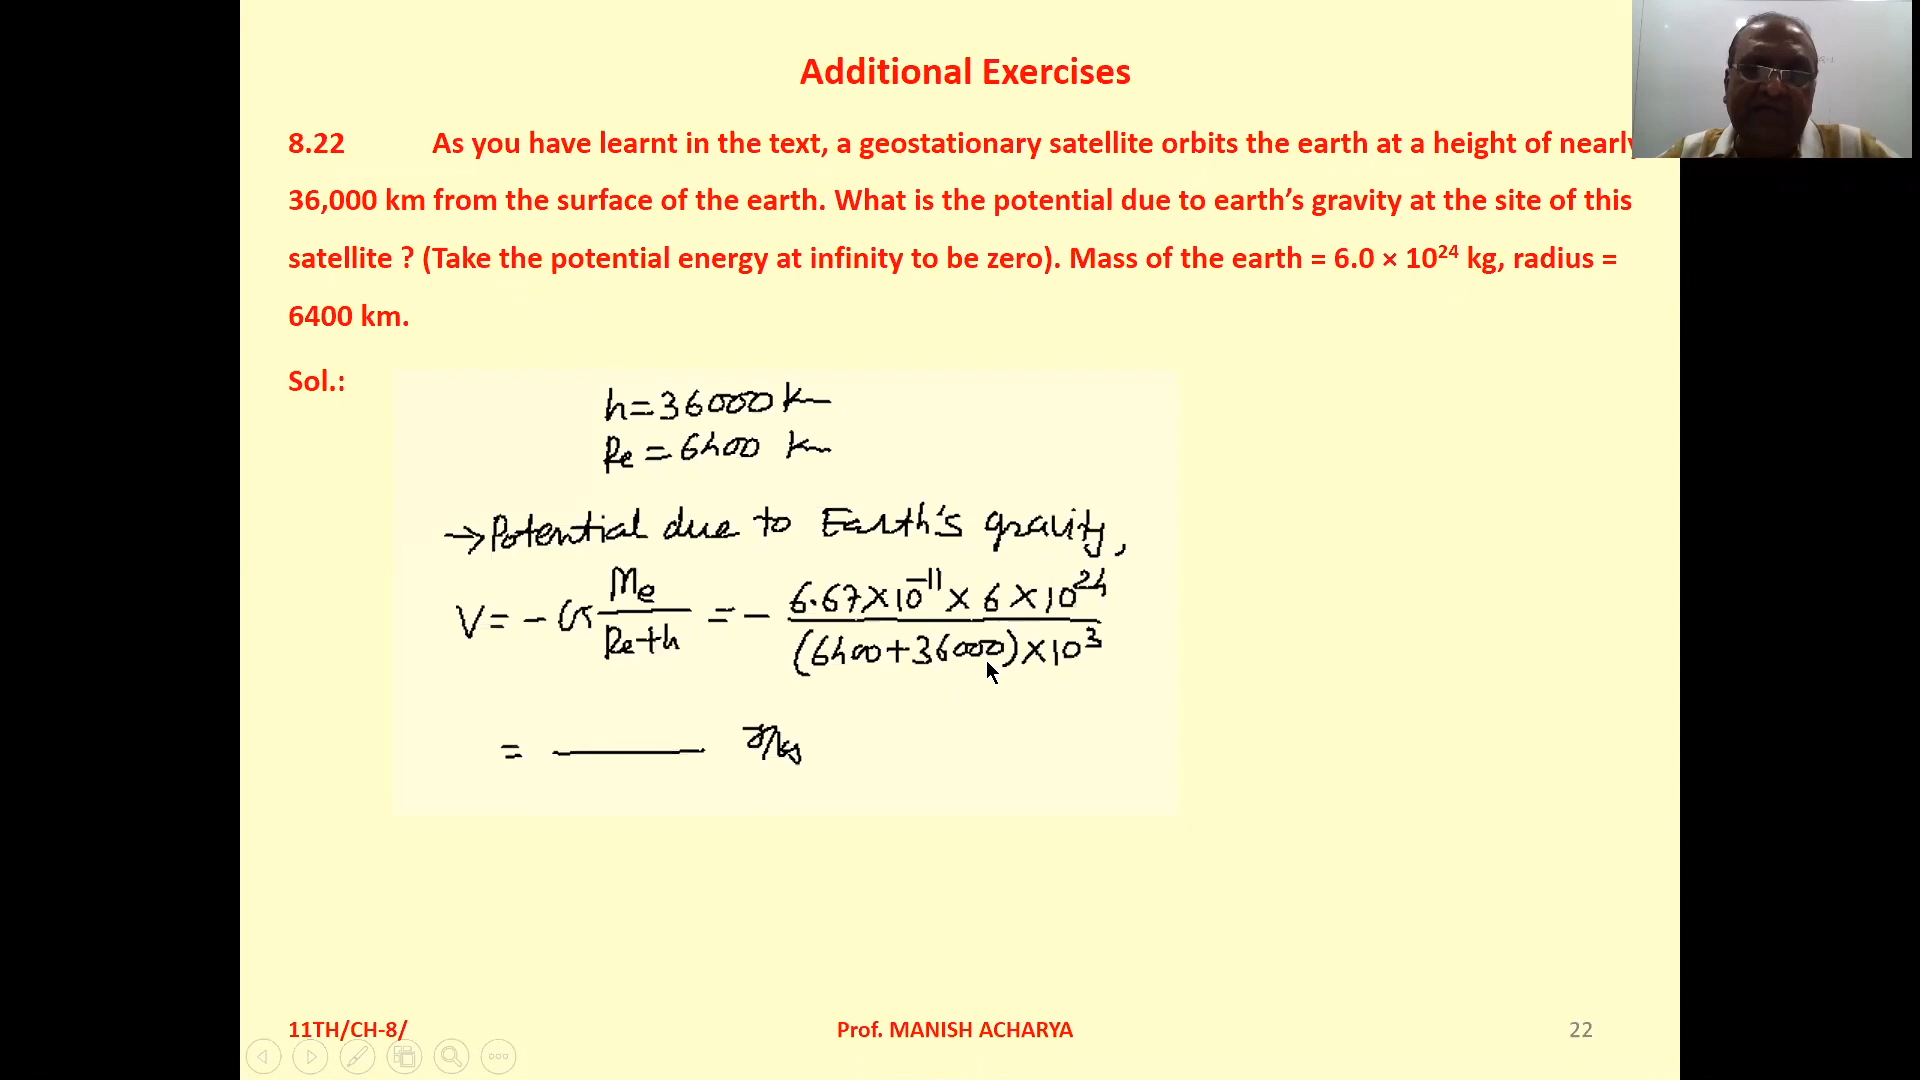 Additional Exercises
8.22 As you have learnt in the text, a geostationary satellite orbits the earth at a height of nearly
36,000 km from the surface of the earth. What is the potential due to earth’s gravity at the site of this
satellite ? (Take the potential energy at infinity to be zero). Mass of the earth = 6.0 × 10²⁴ kg, radius =
6400 km.
Sol.:
h = 36000 km
Re = 6400 km
→ Potential due to Earth's gravity,
V = - G Me/(Re+h) = - 6.67 × 10⁻¹¹ × 6 × 10²⁴ / (6400+36000) × 10³
= ——— J/kg
11TH/CH-8/ Prof. MANISH ACHARYA 22